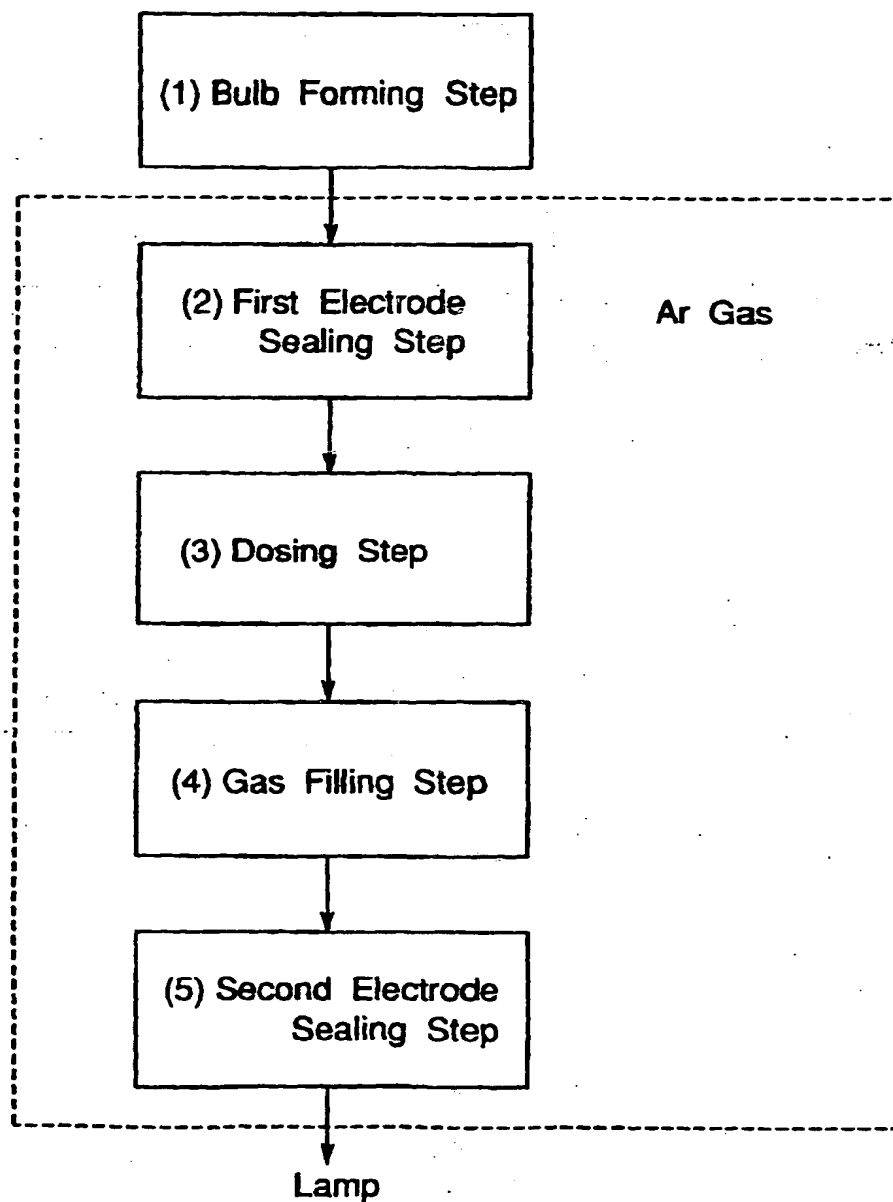 (1) Bulb Forming Step
(2) First Electrode
Sealing Step
Ar Gas
(3) Dosing Step
(4) Gas Filling Step
(5) Second Electrode
Sealing Step
Lamp